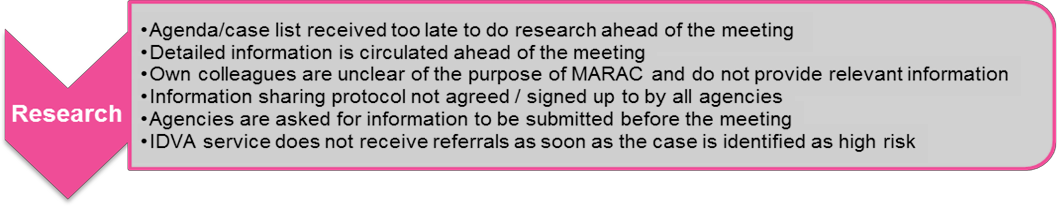 Research
•Agenda/case list received too late to do research ahead of the meeting
•Detailed information is circulated ahead of the meeting
•Own colleagues are unclear of the purpose of MARAC and do not provide relevant information
•Information sharing protocol not agreed / signed up to by all agencies
•Agencies are asked for information to be submitted before the meeting
•IDVA service does not receive referrals as soon as the case is identified as high risk